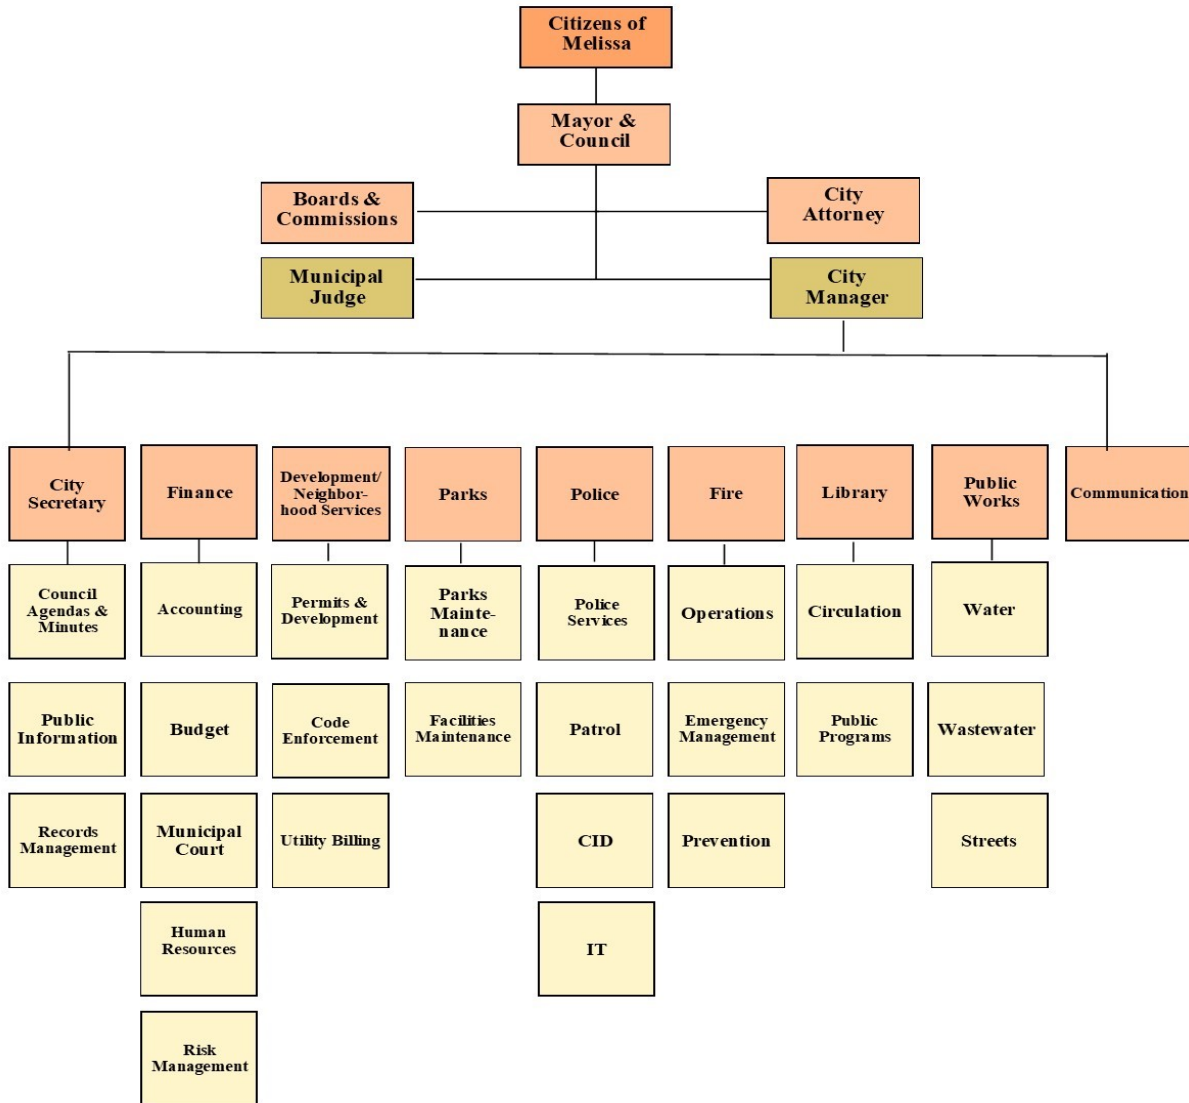 Citizens of
Melissa
Mayor &
Council
Boards &
Commissions
City
Attorney
Municipal
Judge
City
Manager
City
Secretary
Finance
Development/
Neighbor-
hood Services
Parks
Police
Fire
Library
Public
Works
Communication
Council
Agendas &
Minutes
Accounting
Permits &
Development
Parks
Mainte-
nance
Police
Services
Operations
Circulation
Water
Public
Information
Budget
Code
Enforcement
Facilities
Maintenance
Patrol
Emergency
Management
Public
Programs
Wastewater
Records
Management
Municipal
Court
Utility Billing
CID
Prevention
Streets
Human
Resources
IT
Risk
Management